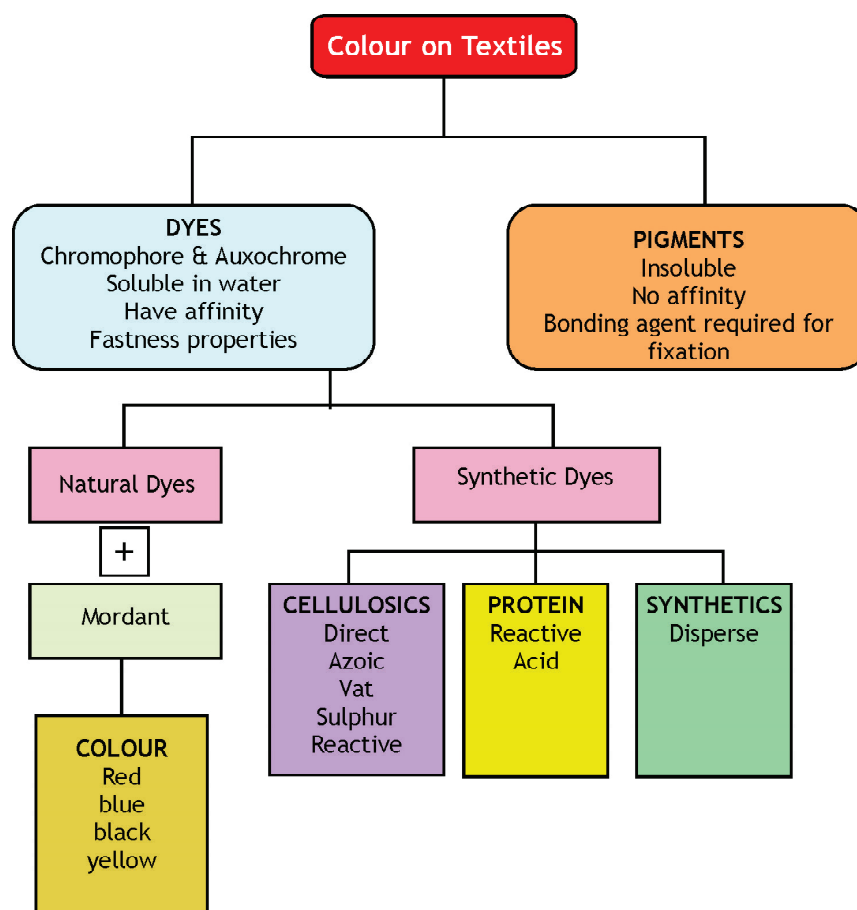 Colour on Textiles
DYES
Chromophore & Auxochrome
Soluble in water
Have affinity
Fastness properties
PIGMENTS
Insoluble
No affinity
Bonding agent required for
fixation
Natural Dyes
+
Mordant
COLOUR
Red
blue
black
yellow
Synthetic Dyes
CELLULOSICS
Direct
Azoic
Vat
Sulphur
Reactive
PROTEIN
Reactive
Acid
SYNTHETICS
Disperse